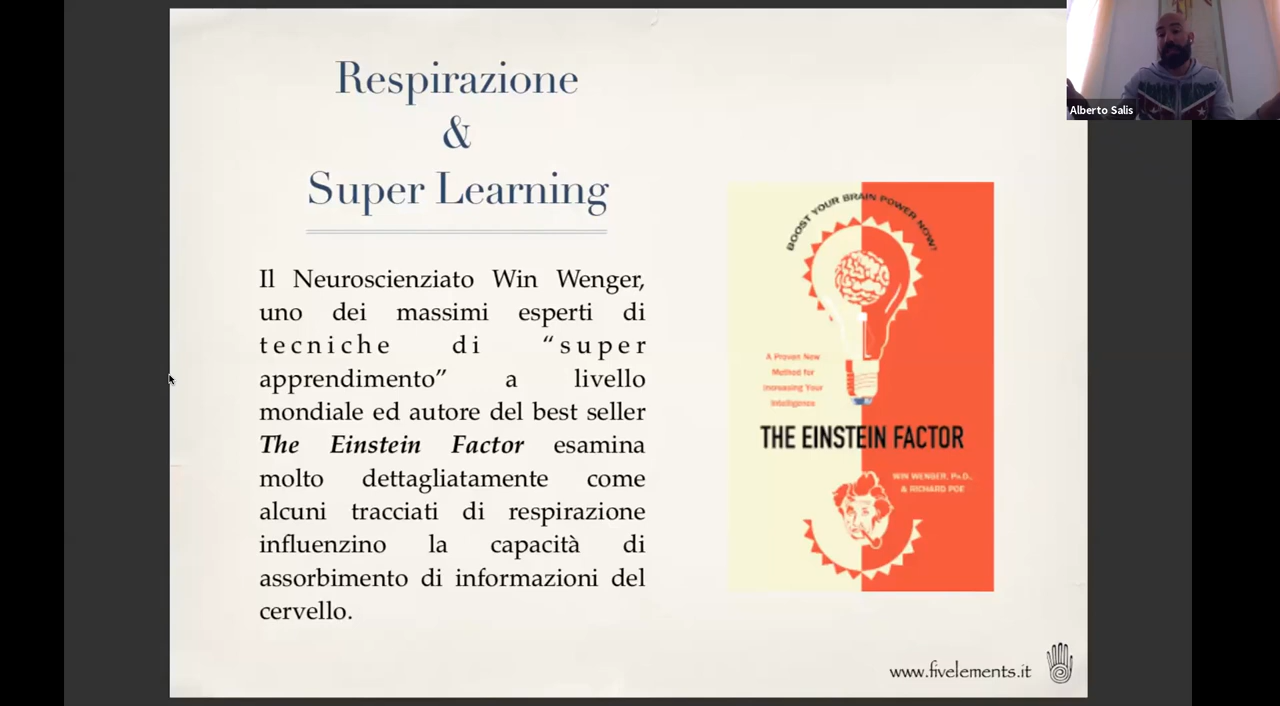 Respirazione
&
Super Learning
Il Neuroscienziato Win Wenger,
uno dei massimi esperti di
tecniche di “super
apprendimento” a livello
mondiale ed autore del best seller
The Einstein Factor esamina
molto dettagliatamente come
alcuni tracciati di respirazione
influenzino la capacità di
assorbimento di informazioni del
cervello.
BOOST YOUR BRAIN POWER NOW!
A Proven New
Method for
Increasing Your
Intelligence
THE EINSTEIN FACTOR
WIN WENGER, Ph.D.,
& RICHARD POE
www.fivelements.it
Alberto Salis